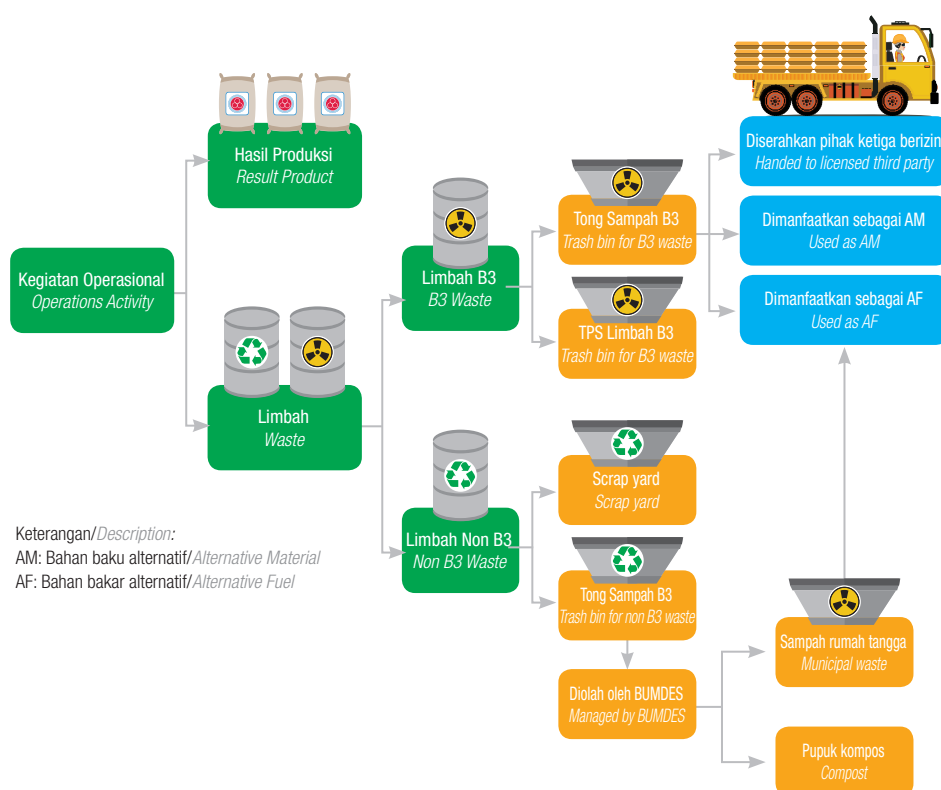 Hasil Produksi
Result Product
Kegiatan Operasional
Operations Activity
Limbah
Waste
Limbah B3
B3 Waste
Limbah Non B3
Non B3 Waste
Tong Sampah B3
Trash bin for B3 waste
TPS Limbah B3
Trash bin for B3 waste
Diserahkan pihak ketiga berizin
Handed to licensed third party
Dimanfaatkan sebagai AM
Used as AM
Dimanfaatkan sebagai AF
Used as AF
Scrap yard
Scrap yard
Tong Sampah B3
Trash bin for non B3 waste
Diolah oleh BUMDES
Managed by BUMDES
Sampah rumah tangga
Municipal waste
Pupuk kompos
Compost
Keterangan/Description:
AM: Bahan baku alternatif/Alternative Material
AF: Bahan bakar alternatif/Alternative Fuel